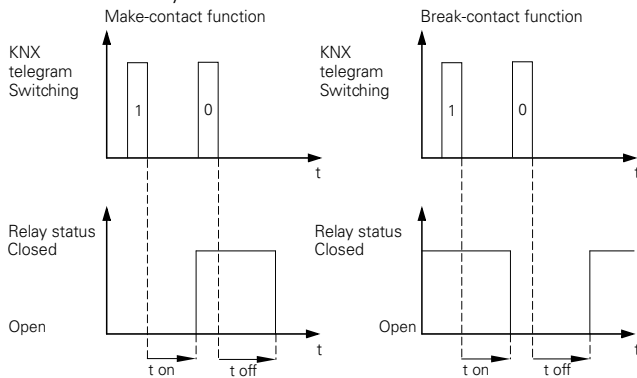 Make-contact function
KNX
telegram
Switching
1
0
t
Relay status
Closed
Open
t
t on
t off
Break-contact function
KNX
telegram
Switching
1
0
t
Relay status
Closed
Open
t
t on
t off